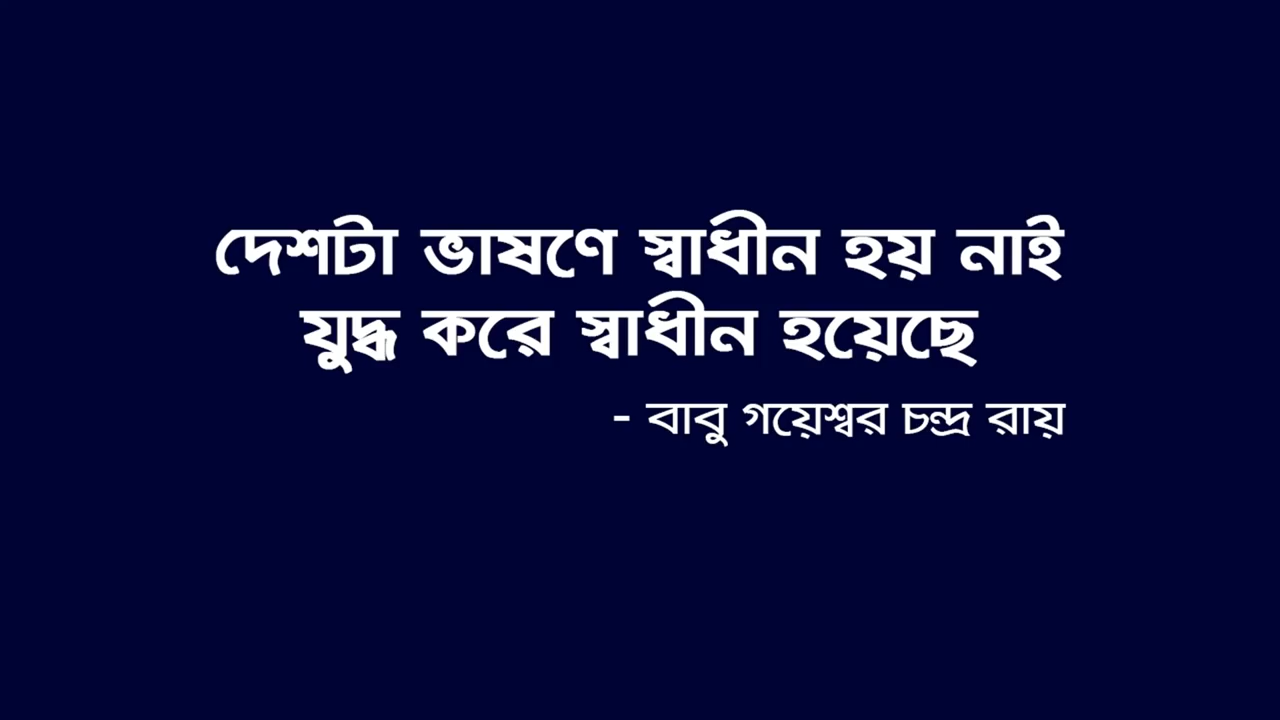 দেশটা ভাষণে স্বাধীন হয় নাই
যুদ্ধ করে স্বাধীন হয়েছে
- বাবু গয়েশ্বর চন্দ্র রায়